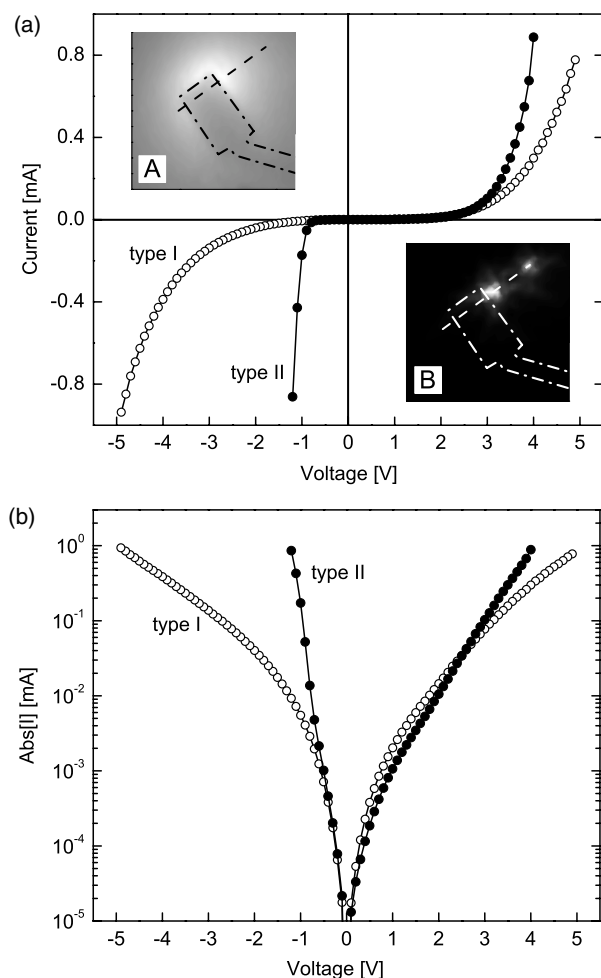 (a)
0.8
0.4
0.0
-0.4
-0.8
Current [mA]
A
type I
type II
B
-5 -4 -3 -2 -1 0 1 2 3 4 5
Voltage [V]
(b)
10^0
10^-1
10^-2
10^-3
10^-4
10^-5
Abs[I] [mA]
type II
type I
-5 -4 -3 -2 -1 0 1 2 3 4 5
Voltage [V]